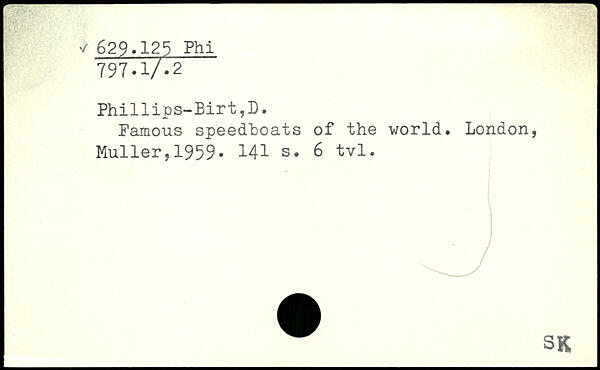 ✓ 629.125 Phi
797.1/.2
Phillips-Birt,D.
Famous speedboats of the world. London,
Muller,1959. 141 s. 6 tvl.
SK